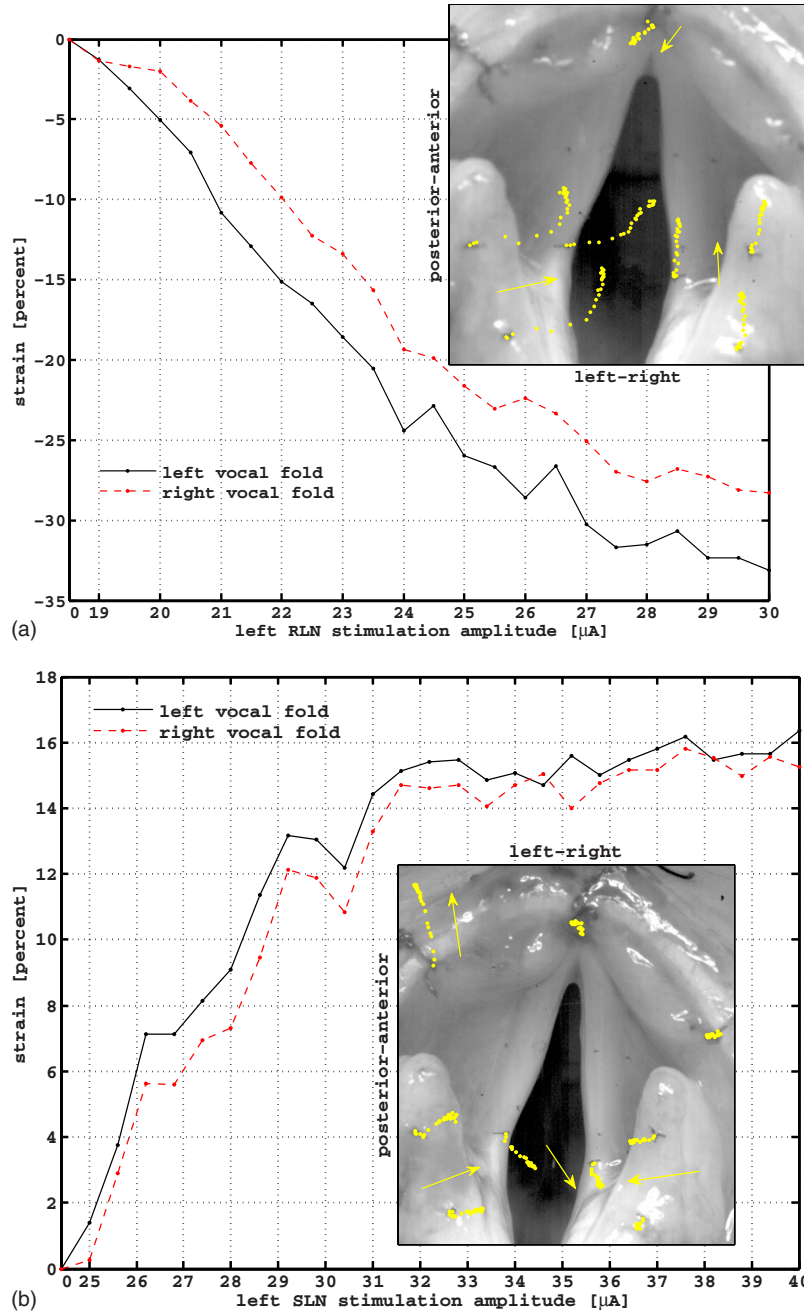 0
-5
-10
-15
-20
-25
-30
-35
strain [percent]
posterior-anterior
left-right
left vocal fold
right vocal fold
0 19 20 21 22 23 24 25 26 27 28 29 30
(a)
left RLN stimulation amplitude [μA]
18
16
14
12
10
8
6
4
2
0
strain [percent]
left vocal fold
right vocal fold
left-right
posterior-anterior
0 25 26 27 28 29 30 31 32 33 34 35 36 37 38 39 40
(b)
left SLN stimulation amplitude [μA]